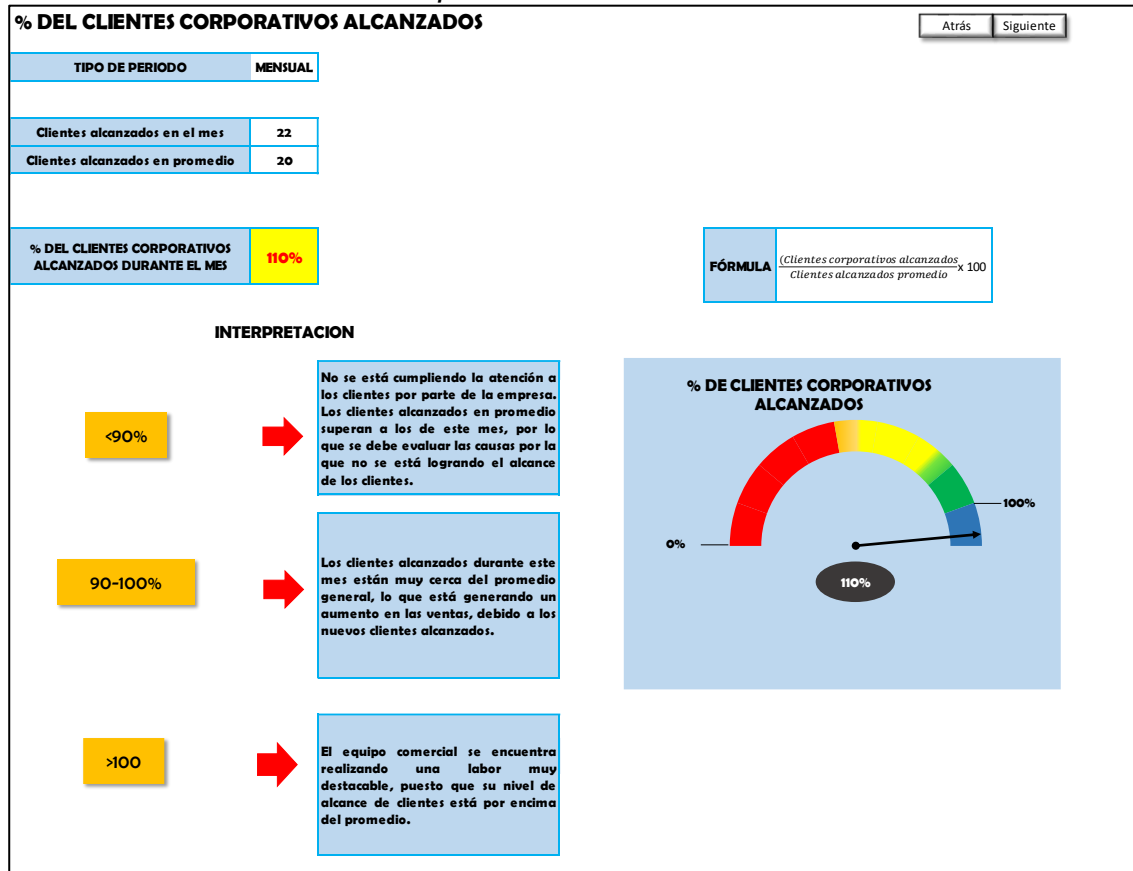 % DEL CLIENTES CORPORATIVOS ALCANZADOS
Atrás Siguiente
TIPO DE PERIODO MENSUAL
Clientes alcanzados en el mes 22
Clientes alcanzados en promedio 20
% DEL CLIENTES CORPORATIVOS
ALCANZADOS DURANTE EL MES
110%
FÓRMULA
(Clientes corporativos alcanzados
Clientes alcanzados promedio
x 100
INTERPRETACION
<90%
No se está cumpliendo la atención a
los clientes por parte de la empresa.
Los clientes alcanzados en promedio
superan a los de este mes, por lo
que se debe evaluar las causas por la
que no se está logrando el alcance
de los clientes.
90-100%
Los clientes alcanzados durante este
mes están muy cerca del promedio
general, lo que está generando un
aumento en las ventas, debido a los
nuevos clientes alcanzados.
>100
El equipo comercial se encuentra
realizando una labor muy
destacable, puesto que su nivel de
alcance de clientes está por encima
del promedio.
% DE CLIENTES CORPORATIVOS
ALCANZADOS
100%
0%
110%